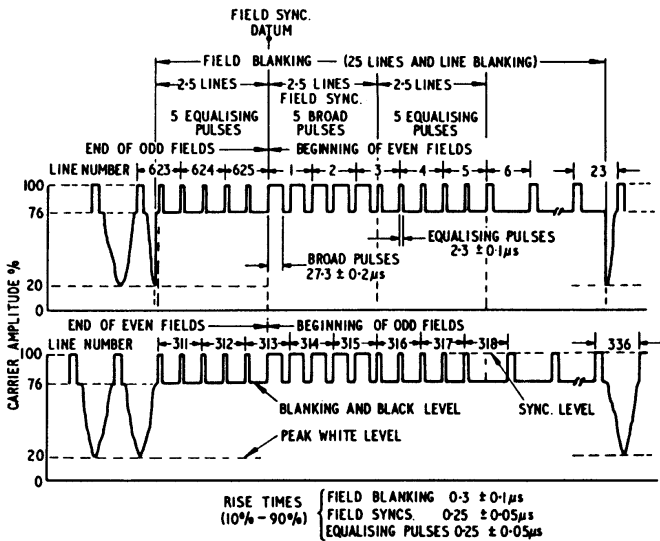 FIELD SYNC.
DATUM
FIELD BLANKING (25 LINES AND LINE BLANKING)
2·5 LINES 2·5 LINES 2·5 LINES
FIELD SYNC.
5 EQUALISING PULSES
5 BROAD PULSES
5 EQUALISING PULSES
END OF ODD FIELDS BEGINNING OF EVEN FIELDS
LINE NUMBER 623 624 625 1 2 3 4 5 6 23
100
76
EQUALISING PULSES
2·3 ± 0·1μs
BROAD PULSES
27·3 ± 0·2μs
20
0
CARRIER AMPLITUDE %
END OF EVEN FIELDS BEGINNING OF ODD FIELDS
LINE NUMBER 311 312 313 314 315 316 317 318 336
100
76
BLANKING AND BLACK LEVEL
SYNC. LEVEL
PEAK WHITE LEVEL
20
0
RISE TIMES
(10% - 90%)
FIELD BLANKING 0·3 ± 0·1μs
FIELD SYNCS. 0·25 ± 0·05μs
EQUALISING PULSES 0·25 ± 0·05μs